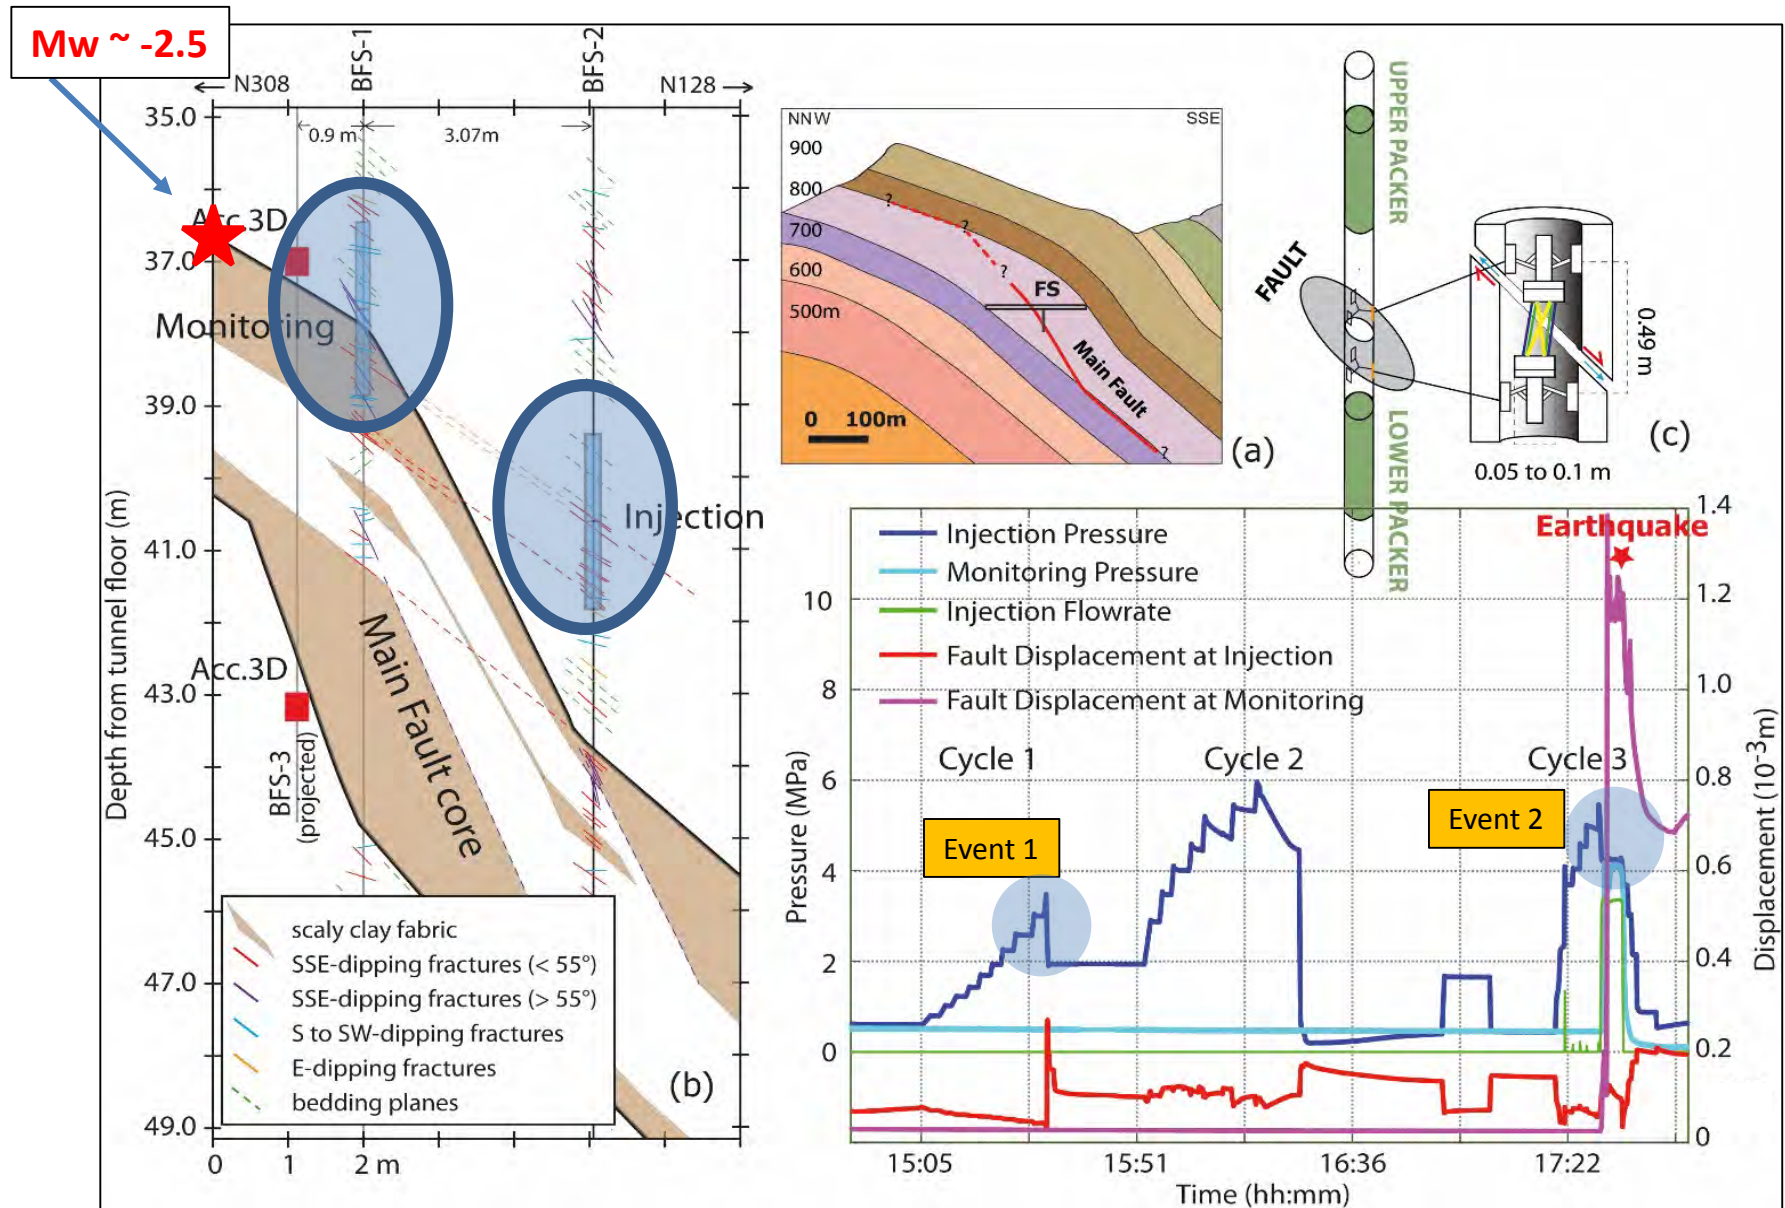 Mw ~ -2.5
N308
BFS-1
BFS-2
N128
0.9 m
3.07m
35.0
37.0
39.0
41.0
43.0
45.0
47.0
49.0
Depth from tunnel floor (m)
Acc.3D
Monitoring
Injection
Acc.3D
BFS-3
(projected)
Main Fault core
scaly clay fabric
SSE-dipping fractures (< 55°)
SSE-dipping fractures (> 55°)
S to SW-dipping fractures
E-dipping fractures
bedding planes
(b)
0 1 2 m
NNW
SSE
900
800
700
600
500m
?
?
?
FS
Main Fault
?
0 100m
(a)
UPPER PACKER
FAULT
LOWER PACKER
0.49 m
0.05 to 0.1 m
(c)
Injection Pressure
Monitoring Pressure
Injection Flowrate
Fault Displacement at Injection
Fault Displacement at Monitoring
Earthquake
Cycle 1
Cycle 2
Cycle 3
Event 1
Event 2
Pressure (MPa)
10
8
6
4
2
0
1.4
1.2
1.0
0.8
0.6
0.4
0.2
0
Displacement (10⁻³m)
15:05
15:51
16:36
17:22
Time (hh:mm)